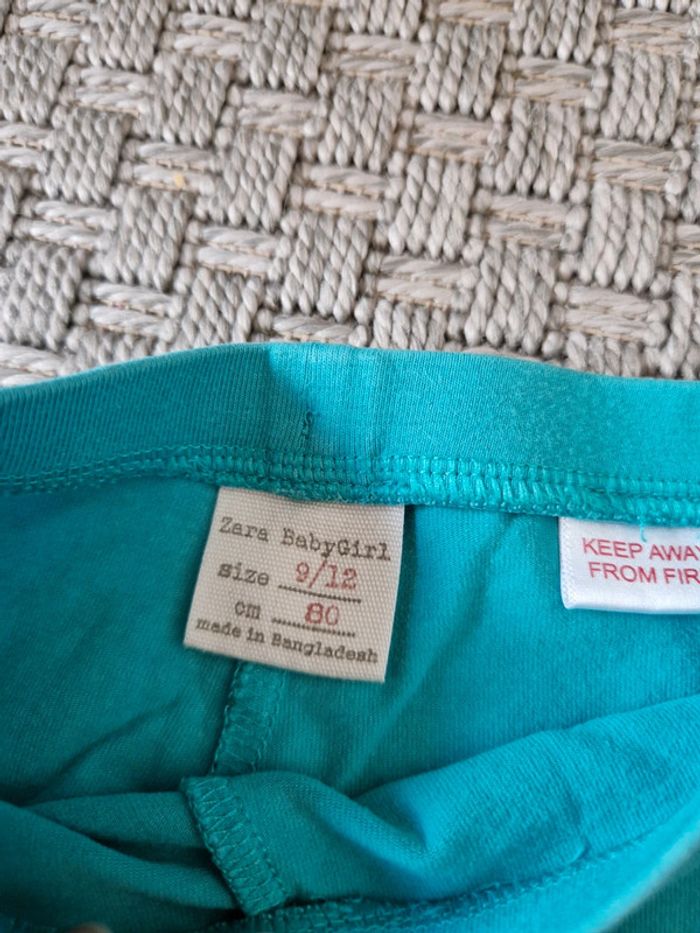 Zara BabyGirl
size 9/12
cm 80
made in Bangladesh
KEEP AWAY
FROM FIR